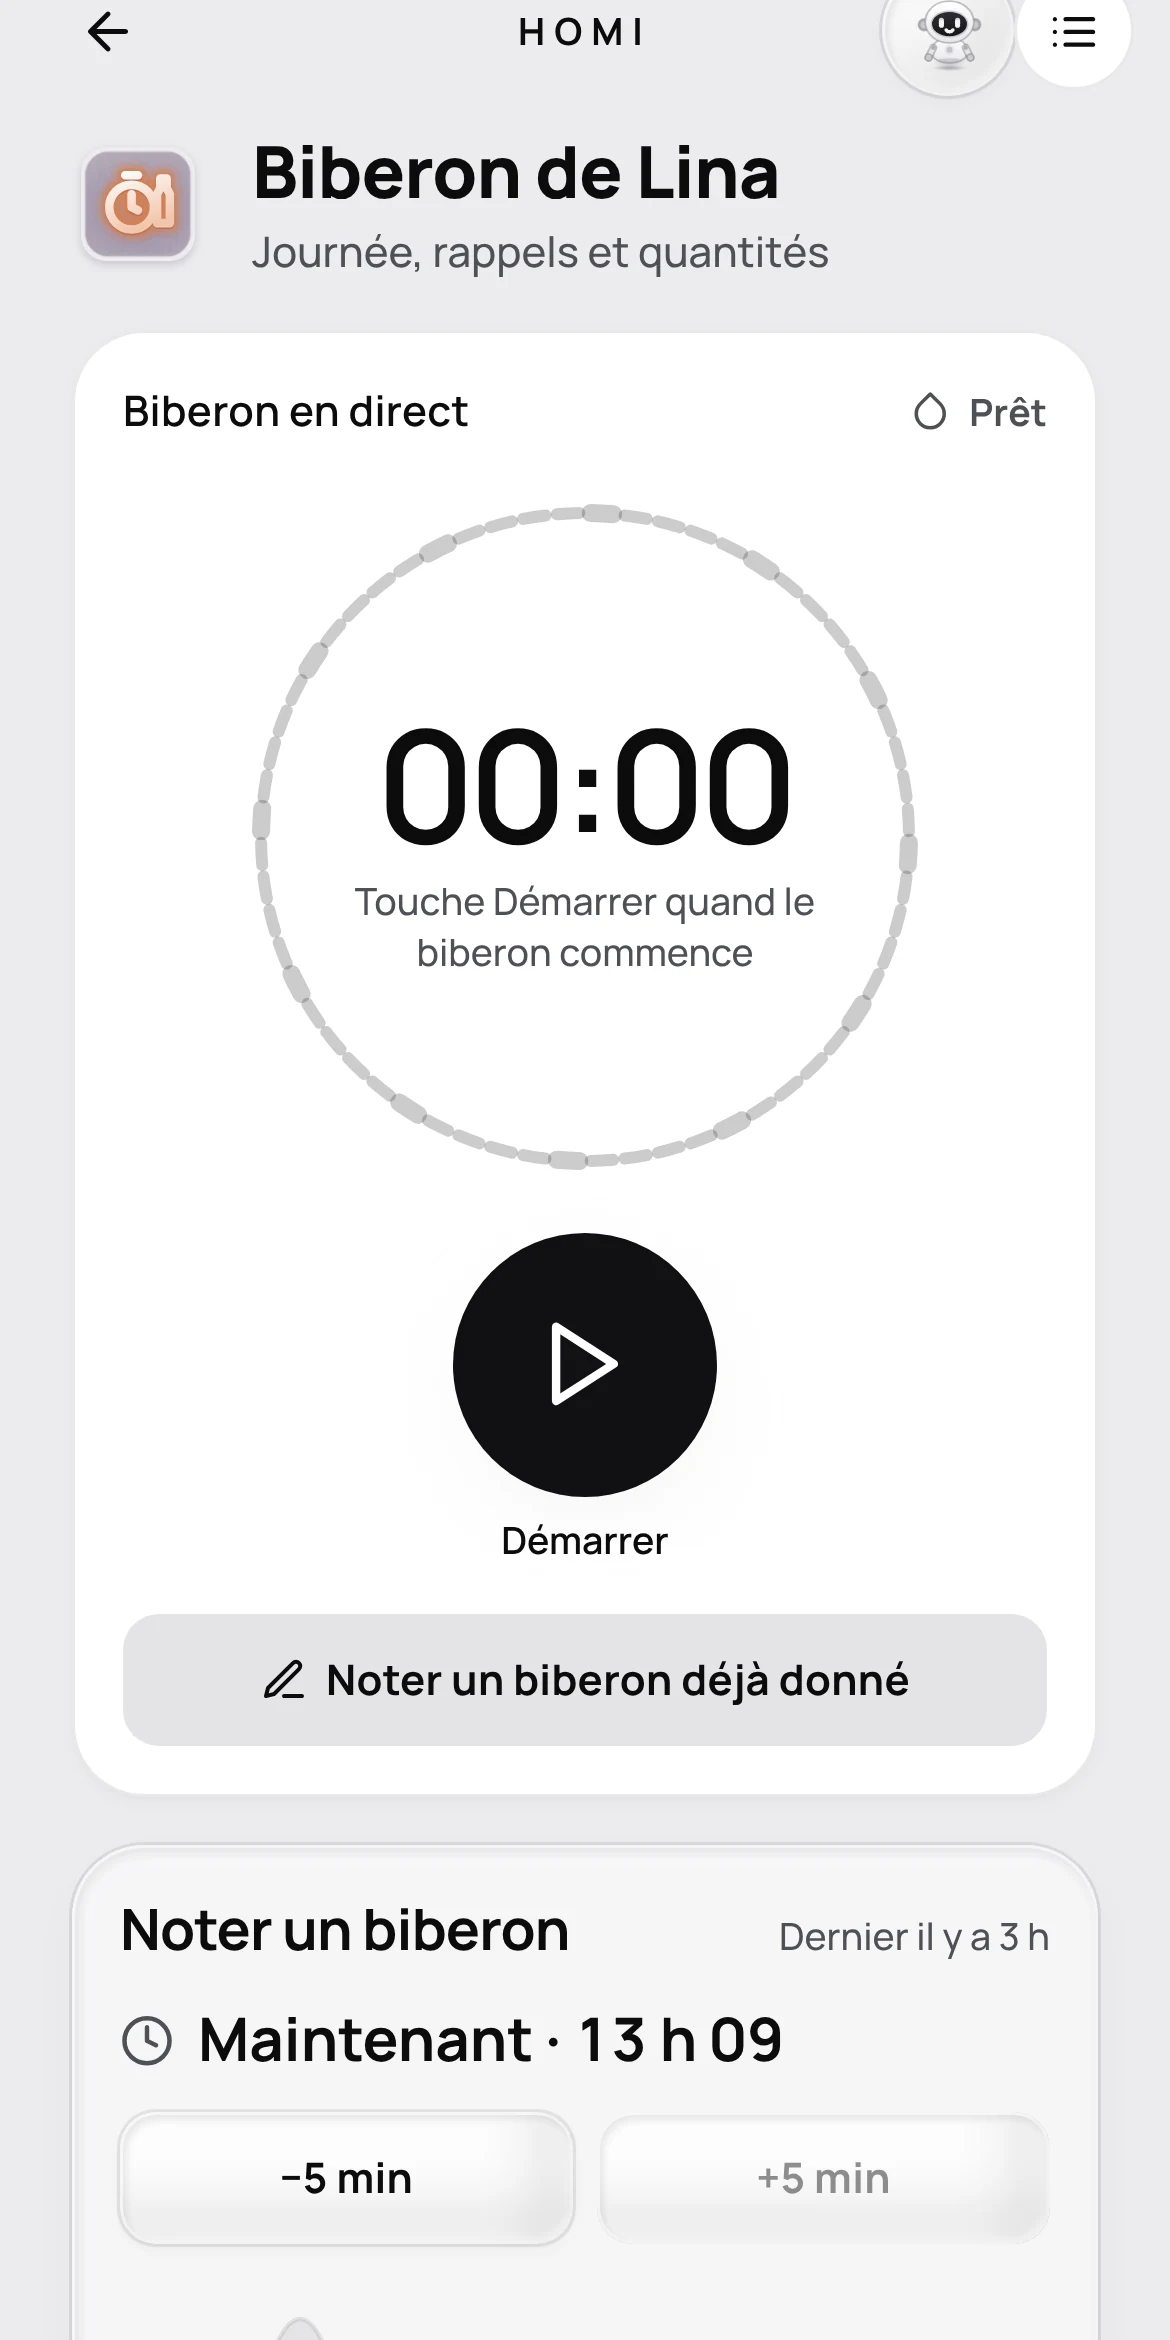 HOMI
Biberon de Lina
Journée, rappels et quantités
Biberon en direct
Prêt
00:00
Touche Démarrer quand le
biberon commence
Démarrer
Noter un biberon déjà donné
Noter un biberon
Dernier il y a 3 h
Maintenant · 13 h 09
−5 min
+5 min